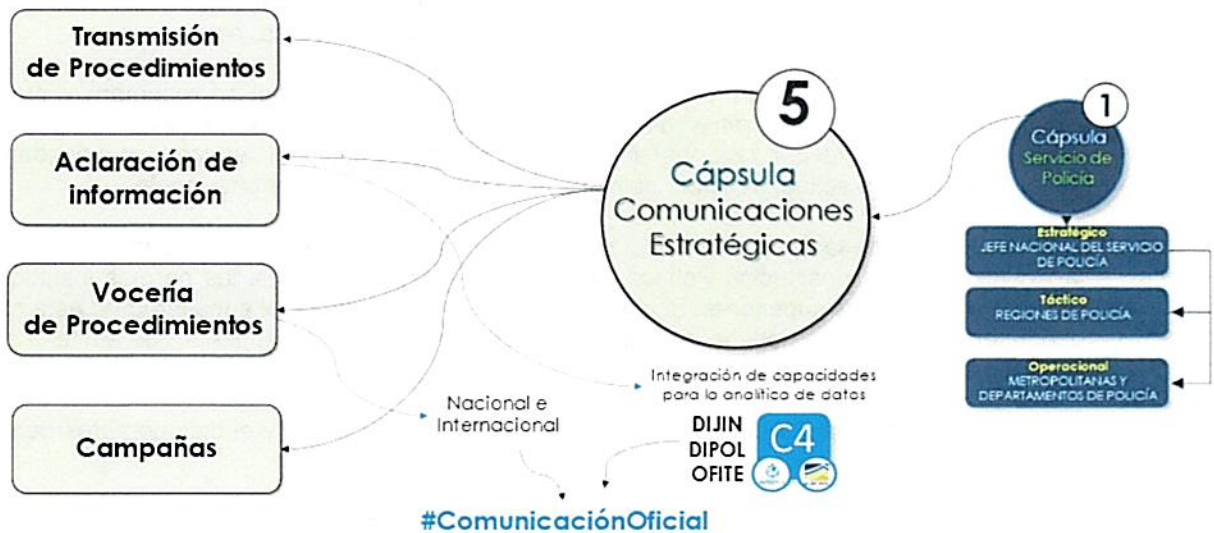 Transmisión
de Procedimientos
Aclaración de
información
Vocería
de Procedimientos
Campañas
5
Cápsula
Comunicaciones
Estratégicas
1
Cápsula
Servicio de
Policía
Estratégico
JEFE NACIONAL DEL SERVICIO
DE POLICÍA
Táctico
REGIONES DE POLICÍA
Operacional
METROPOLITANAS Y
DEPARTAMENTOS DE POLICÍA
Nacional e
Internacional
Integración de capacidades
para la analítica de datos
DIJIN
DIPOL
OFITE
C4
#ComunicaciónOficial